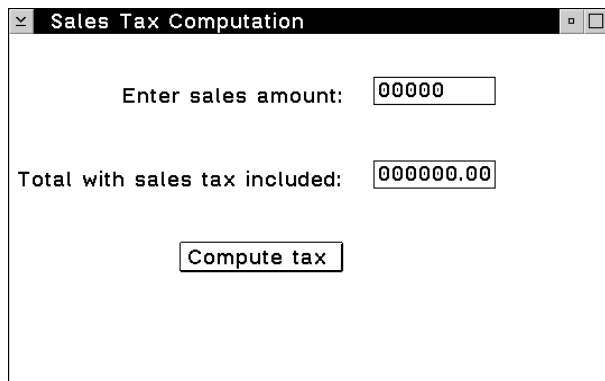 Sales Tax Computation
Enter sales amount: 00000
Total with sales tax included: 000000.00
Compute tax